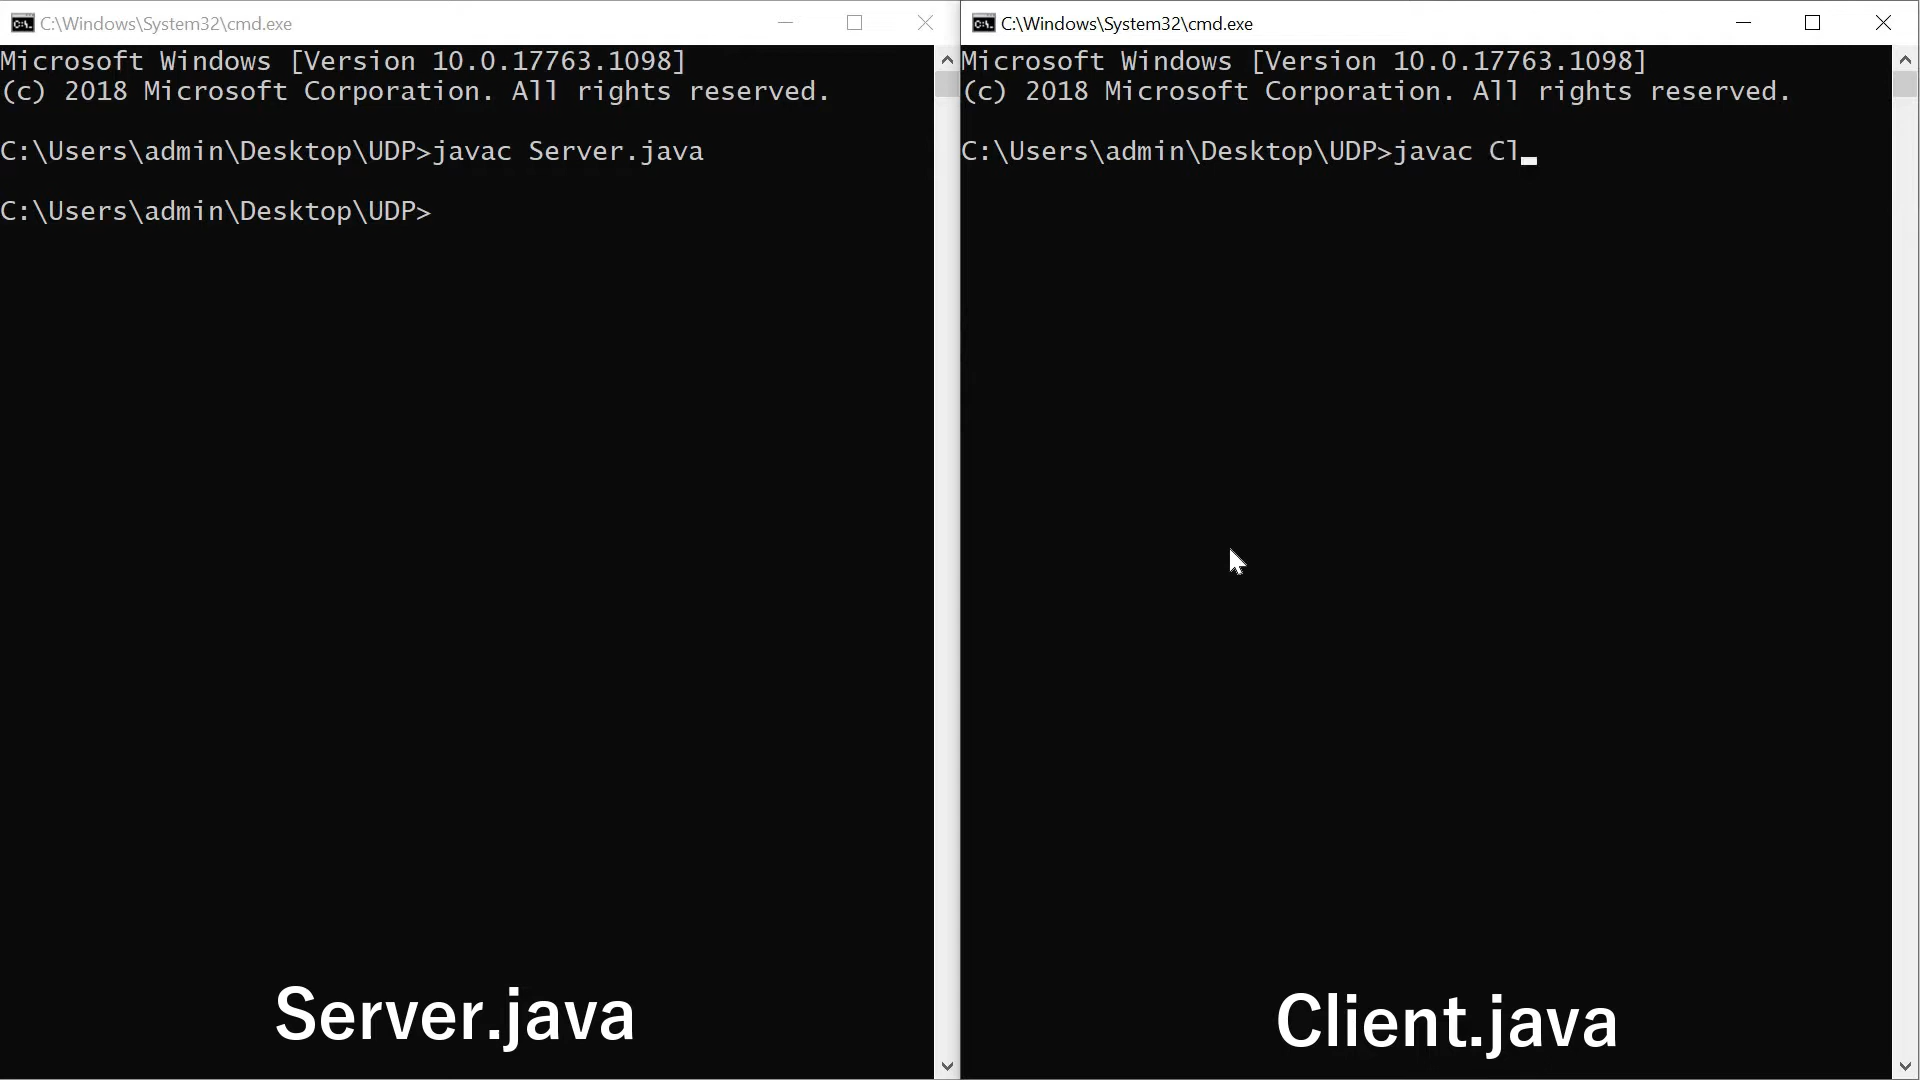 C:\Windows\System32\cmd.exe
Microsoft Windows [Version 10.0.17763.1098]
(c) 2018 Microsoft Corporation. All rights reserved.
C:\Users\admin\Desktop\UDP>javac Server.java
C:\Users\admin\Desktop\UDP>
Server.java
C:\Windows\System32\cmd.exe
Microsoft Windows [Version 10.0.17763.1098]
(c) 2018 Microsoft Corporation. All rights reserved.
C:\Users\admin\Desktop\UDP>javac Cl
Client.java